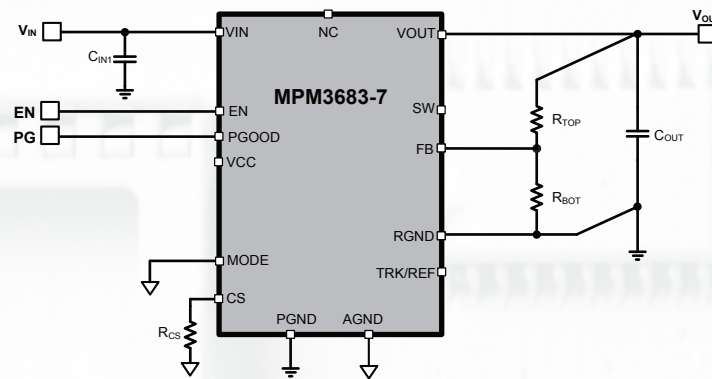 VIN
CIN1
EN
PG
VIN
NC
VOUT
MPM3683-7
EN
PGOOD
VCC
MODE
CS
SW
FB
RGND
TRK/REF
PGND
AGND
RCS
RTOP
RBOT
COUT